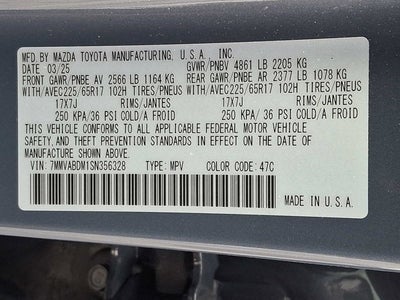 MFD. BY MAZDA TOYOTA MANUFACTURING, U.S.A., INC.
DATE 03/25 GVWR/PNBV 4861 LB 2205 KG
FRONT GAWR/PNBE AV 2566 LB 1164 KG REAR GAWR/PNBE AR 2377 LB 1078 KG
WITH/AVEC225/65R17 102H TIRES/PNEUS WITH/AVEC225/65R17 102H TIRES/PNEUS
17X7J RIMS/JANTES 17X7J RIMS/JANTES
250 KPA/36 PSI COLD/A FROID 250 KPA/36 PSI COLD/A FROID
THIS VEHICLE CONFORMS TO ALL APPLICABLE FEDERAL MOTOR VEHICLE
SAFETY,AND THEFT PREVENTION STANDARDS IN EFFECT ON THE DATE OF
MANUFACTURE SHOWN ABOVE.
VIN: 7MMVABDM1SN356328 TYPE: MPV COLOR CODE: 47C
MADE IN U.S.A.